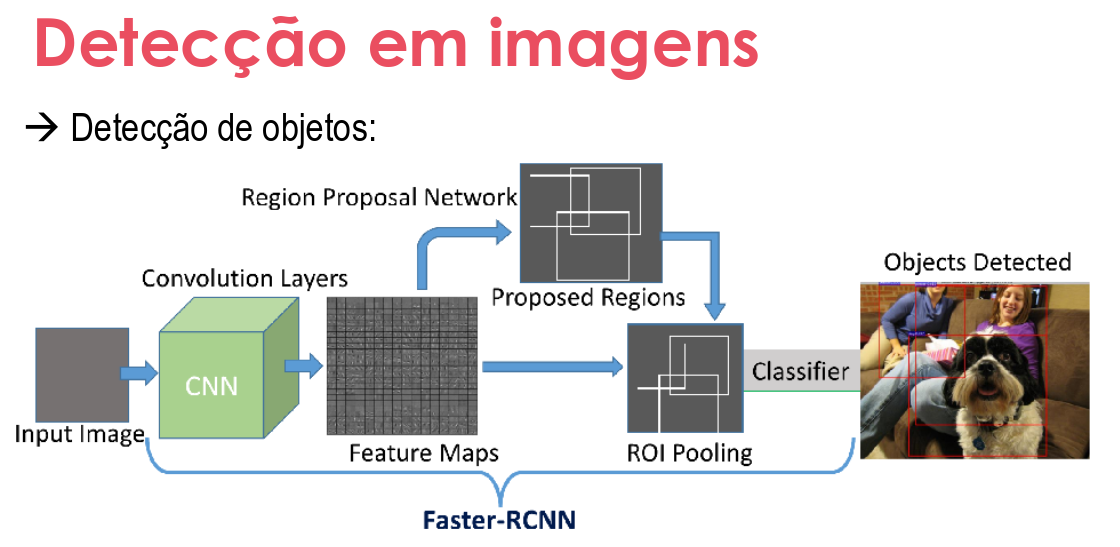 Detecção em imagens
→ Detecção de objetos:
Region Proposal Network
Convolution Layers
Objects Detected
Proposed Regions
CNN
Classifier
Input Image
Feature Maps
ROI Pooling
Faster-RCNN